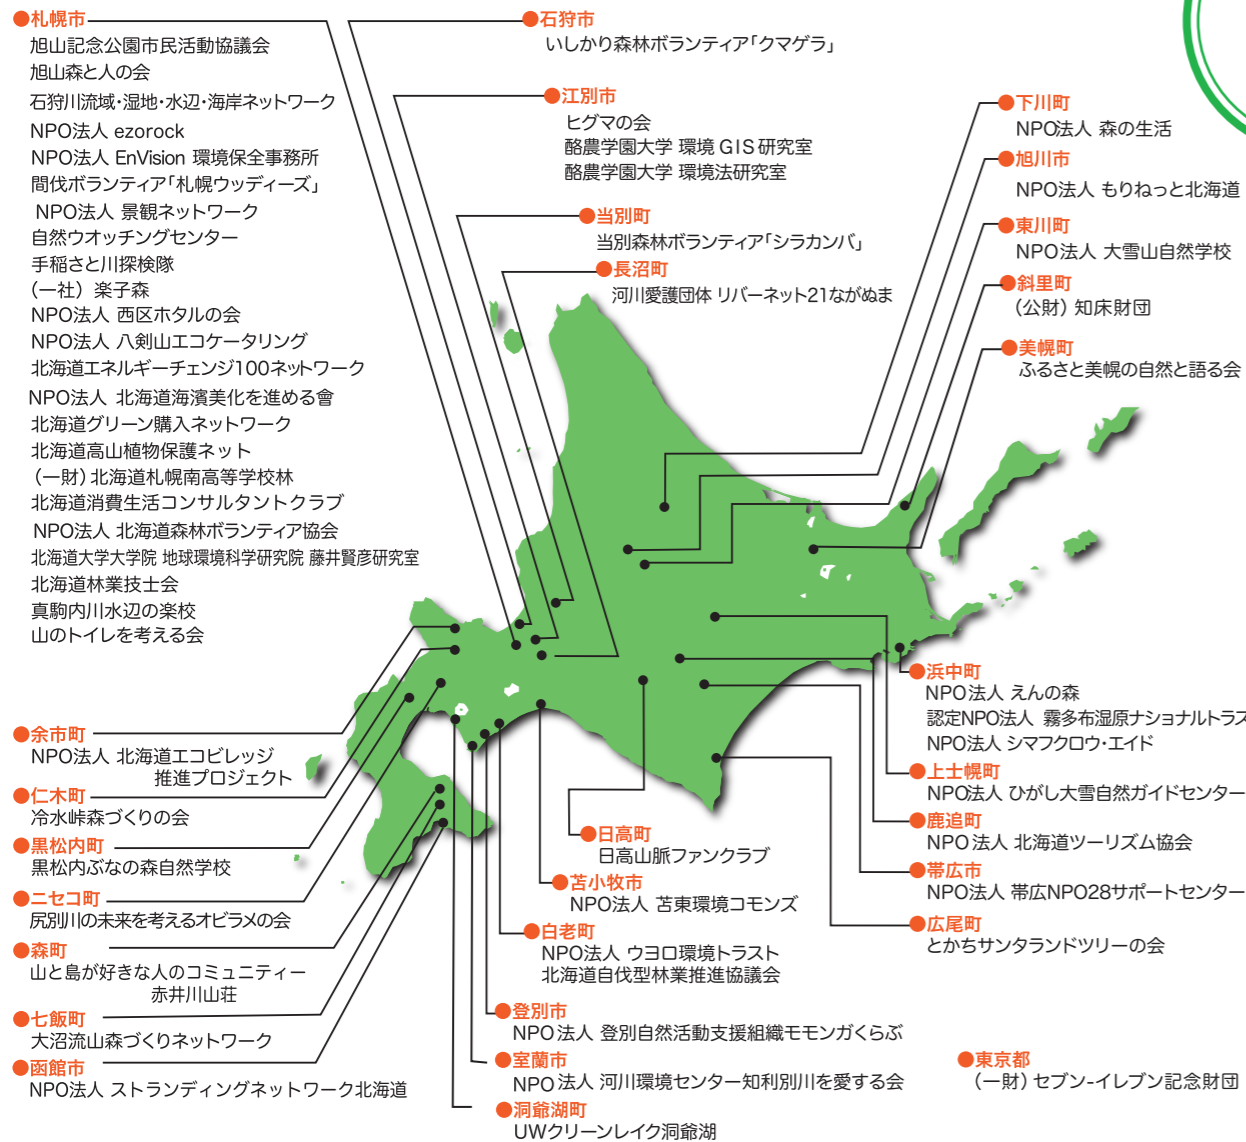 ●札幌市
旭山記念公園市民活動協議会
旭山森と人の会
石狩川流域・湿地・水辺・海岸ネットワーク
NPO法人 ezorock
NPO法人 EnVision 環境保全事務所
間伐ボランティア「札幌ウッディーズ」
NPO法人 景観ネットワーク
自然ウオッチングセンター
手稲さと川探検隊
(一社) 楽子森
NPO法人 西区ホタルの会
NPO法人 八剣山エコケータリング
北海道エネルギーチェンジ100ネットワーク
NPO法人 北海道海濱美化を進める會
北海道グリーン購入ネットワーク
北海道高山植物保護ネット
(一財)北海道札幌南高等学校林
北海道消費生活コンサルタントクラブ
NPO法人 北海道森林ボランティア協会
北海道大学大学院 地球環境科学研究院 藤井賢彦研究室
北海道林業技士会
真駒内川水辺の楽校
山のトイレを考える会
●石狩市
いしかり森林ボランティア「クマゲラ」
●江別市
ヒグマの会
酪農学園大学 環境GIS研究室
酪農学園大学 環境法研究室
●当別町
当別森林ボランティア「シラカンバ」
●長沼町
河川愛護団体 リバーネット21ながぬま
●下川町
NPO法人 森の生活
●旭川市
NPO法人 もりねっと北海道
●東川町
NPO法人 大雪山自然学校
●斜里町
(公財) 知床財団
●美幌町
ふるさと美幌の自然と語る会
●余市町
NPO法人 北海道エコビレッジ
推進プロジェクト
●仁木町
冷水峠森づくりの会
●黒松内町
黒松内ぶなの森自然学校
●ニセコ町
尻別川の未来を考えるオビラメの会
●森町
山と島が好きな人のコミュニティー
赤井川山荘
●七飯町
大沼流山森づくりネットワーク
●函館市
NPO法人 ストランディングネットワーク北海道
●日高町
日高山脈ファンクラブ
●苫小牧市
NPO法人 苫東環境コモンズ
●白老町
NPO法人 ウヨロ環境トラスト
北海道自伐型林業推進協議会
●登別市
NPO法人 登別自然活動支援組織モモンガくらぶ
●室蘭市
NPO法人 河川環境センター知利別川を愛する会
●洞爺湖町
UWクリーンレイク洞爺湖
●浜中町
NPO法人 えんの森
認定NPO法人 霧多布湿原ナショナルトラス
NPO法人 シマフクロウ・エイド
●上士幌町
NPO法人 ひがし大雪自然ガイドセンター
●鹿追町
NPO法人 北海道ツーリズム協会
●帯広市
NPO法人 帯広NPO28サポートセンター
●広尾町
とかちサンタランドツリーの会
●東京都
(一財) セブン-イレブン記念財団